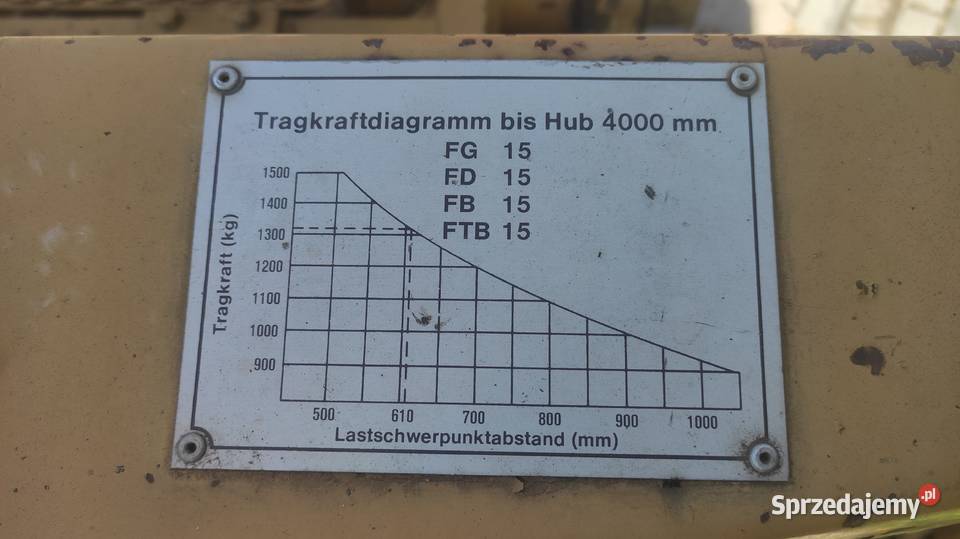 Tragkraftdiagramm bis Hub 4000 mm
FG 15
FD 15
FB 15
FTB 15
Tragkraft (kg)
1500
1400
1300
1200
1100
1000
900
500 610 700 800 900 1000
Lastschwerpunktabstand (mm)
Sprzedajemy.pl